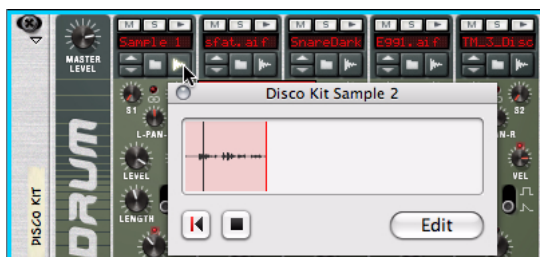 M S M S M S M S M S
Sample 1 sfat.aif SnareDark E991.aif TM_3_Disc
MASTER
LEVEL
Disco Kit Sample 2
S1 S2
L-PAN- N-R
LEVEL VEL
LENGTH
DRUM
DISCO KIT
Edit